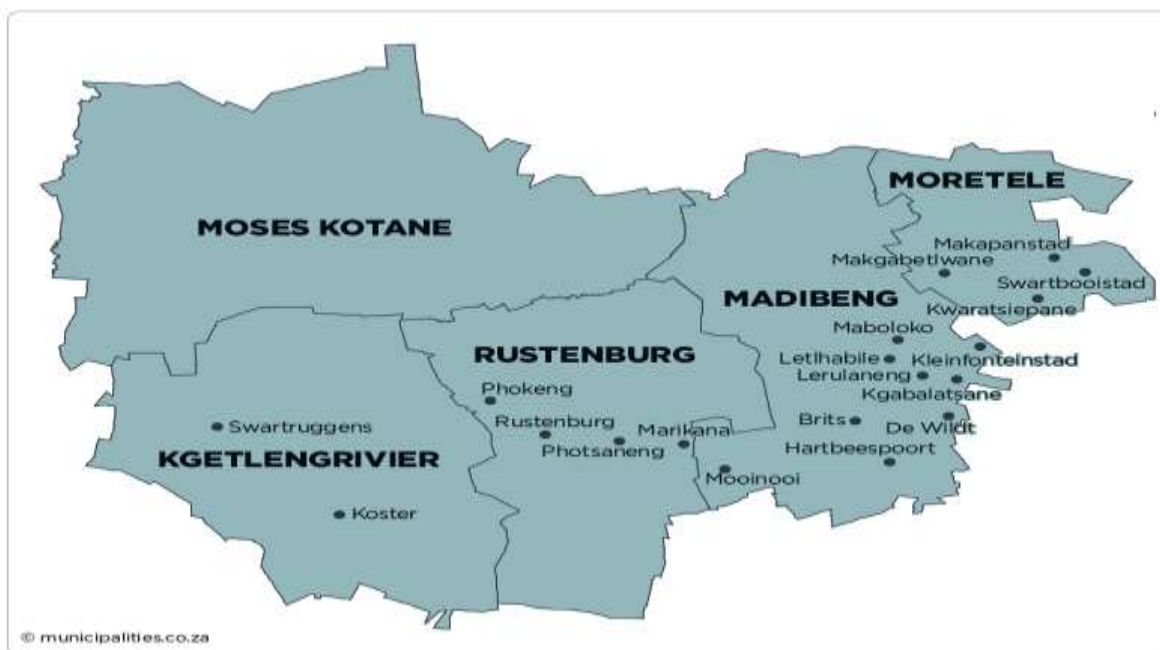 MORETELE
MOSES KOTANE
Makapanstad
Makgabetlwane
Swartbooistad
MADIBENG
Kwaratsiepane
Maboloko
RUSTENBURG
Letlhabile
Kleinfonteinstad
Lerulaneng
Phokeng
Kgabalatsane
Rustenburg
Marikana
Brits
De Wildt
Swartruggens
Photsaneng
Hartbeespoort
KGETLENGRIVIER
Mooinooi
Koster
© municipalities.co.za